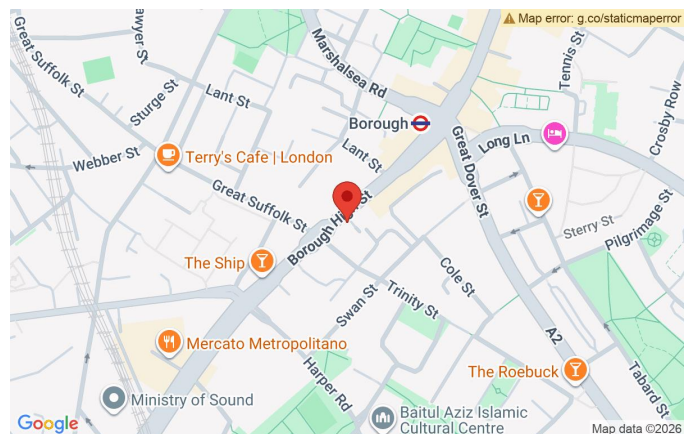 Map error: g.co/staticmaperror
Great Suffolk St
Sawyer St
Sturge St
Lant St
Marshalsea Rd
Tennis St
Crosby Row
Borough
Webber St
Terry's Cafe | London
Lant St
Great Dover St
Long Ln
Great Suffolk St
Borough High St
Sterry St
Pilgrimage St
The Ship
Trinity St
Cole St
Swan St
A2
Mercato Metropolitano
Harper Rd
The Roebuck
Tabard St
Ministry of Sound
Baitul Aziz Islamic
Cultural Centre
Google
Map data ©2026